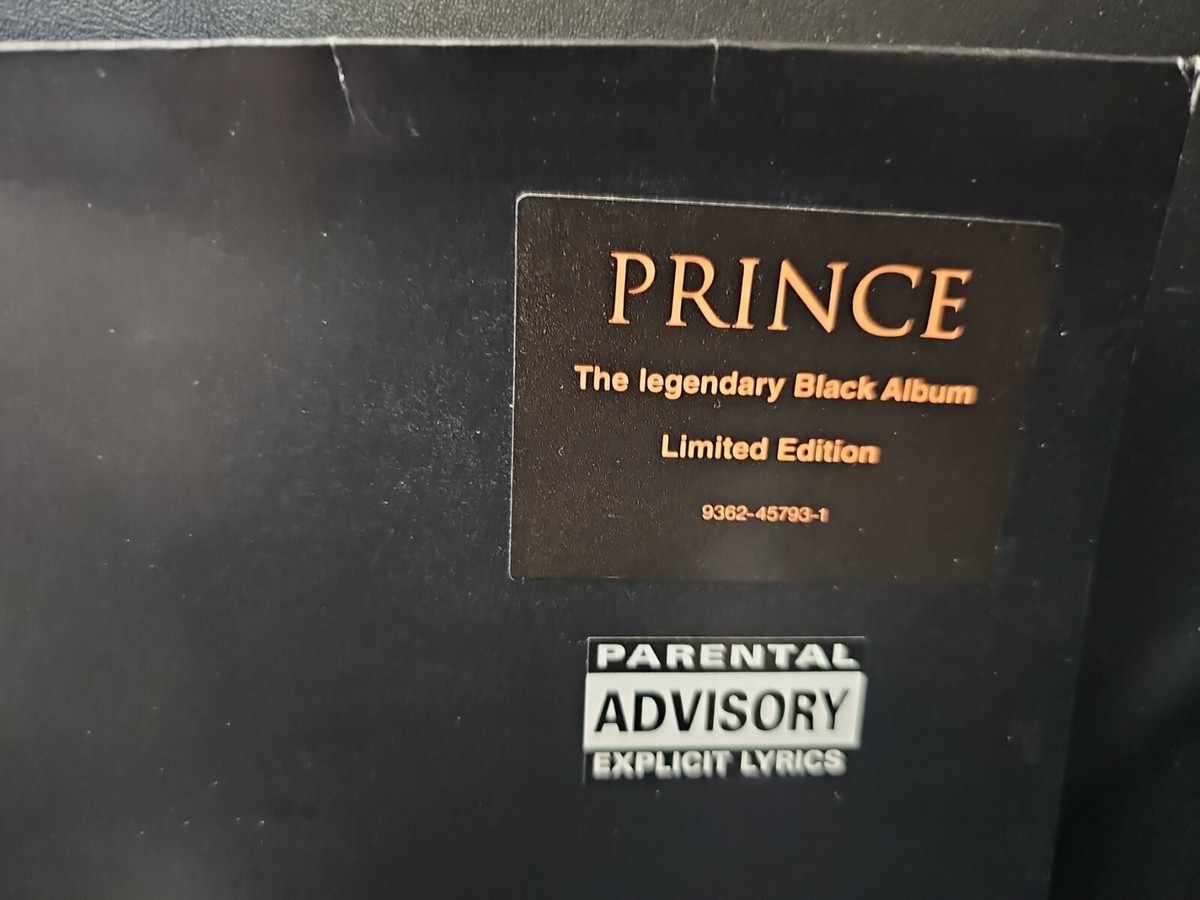 PRINCE
The legendary Black Album
Limited Edition
9362-45793-1
PARENTAL
ADVISORY
EXPLICIT LYRICS